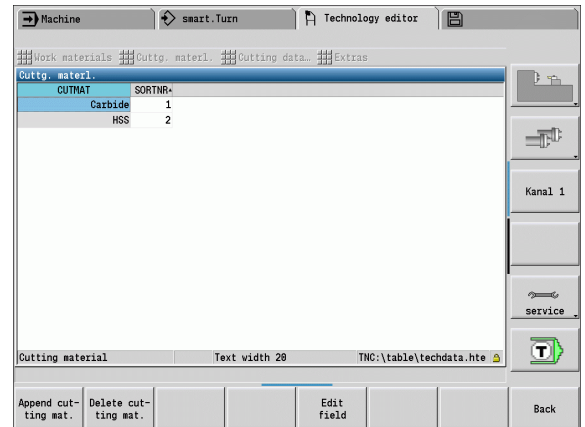 Machine
smart.Turn
Technology editor
Work materials
Cuttg. materl.
Cutting data…
Extras
Cuttg. materl.
CUTMAT SORTNR
Carbide 1
HSS 2
Kanal 1
service
T
Cutting material
Text width 20
TNC:\table\techdata.hte
Append cut-
ting mat.
Delete cut-
ting mat.
Edit
field
Back